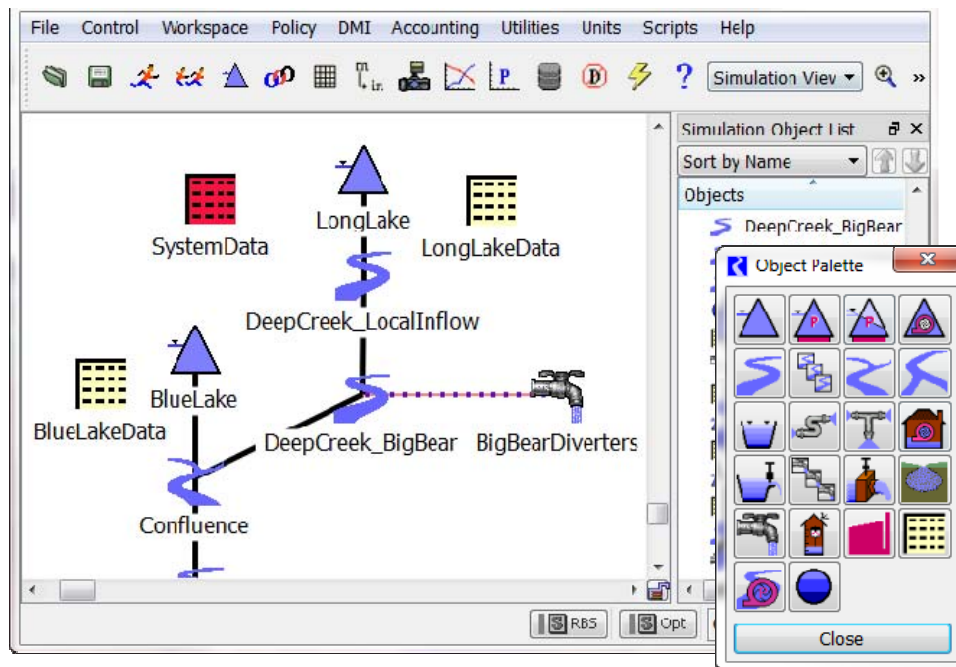 File Control Workspace Policy DMI Accounting Utilities Units Scripts Help
m in. P D ? Simulation View »
Simulation Object List
Sort by Name
Objects
DeepCreek_BigBear
LongLake
SystemData
LongLakeData
DeepCreek_LocalInflow
BlueLake
BlueLakeData
DeepCreek_BigBear
BigBearDiverters
Confluence
S RBS
S Opt
Object Palette
P P
Close